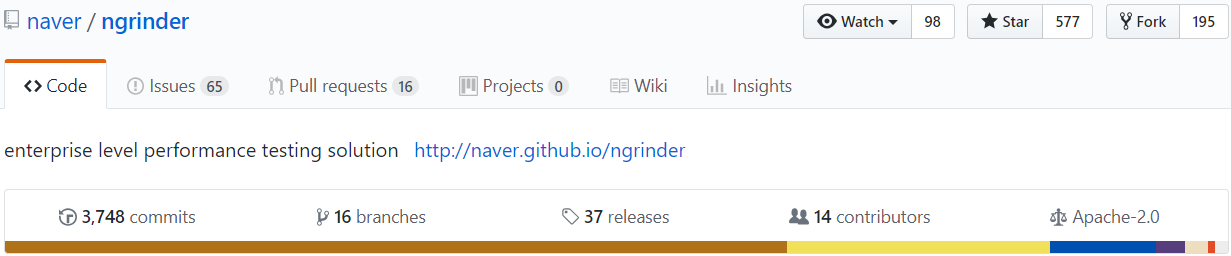 naver / ngrinder Watch 98 Star 577 Fork 195
Code Issues 65 Pull requests 16 Projects 0 Wiki Insights
enterprise level performance testing solution http://naver.github.io/ngrinder
3,748 commits 16 branches 37 releases 14 contributors Apache-2.0